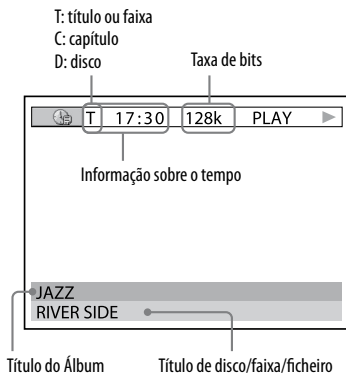 T: título ou faixa
C: capítulo
D: disco
Taxa de bits
T 17:30 128k PLAY
Informação sobre o tempo
JAZZ
RIVER SIDE
Título do Álbum
Título de disco/faixa/ficheiro